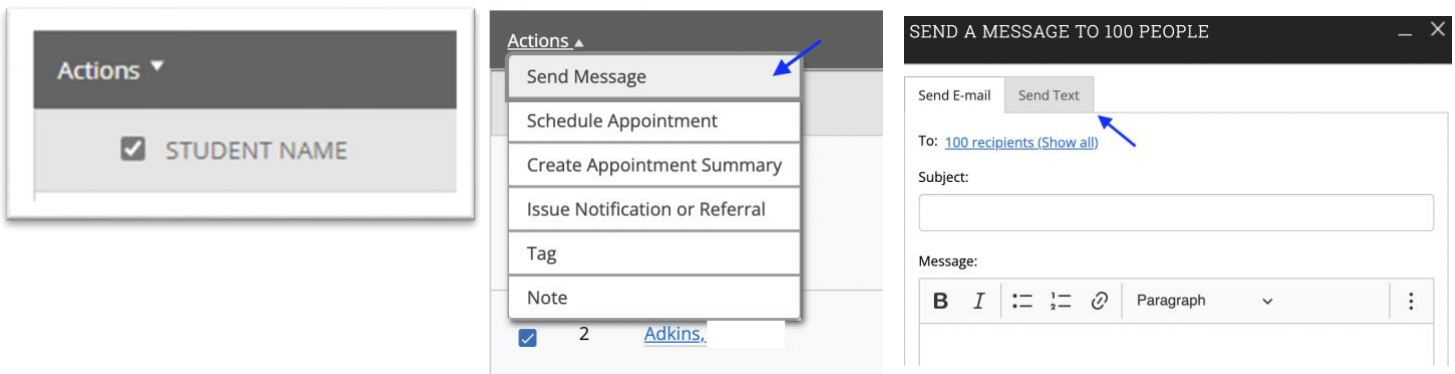 Actions ▼
STUDENT NAME
Actions ▲
Send Message
Schedule Appointment
Create Appointment Summary
Issue Notification or Referral
Tag
Note
2 Adkins,
SEND A MESSAGE TO 100 PEOPLE
Send E-mail Send Text
To: 100 recipients (Show all)
Subject:
Message:
B I Paragraph